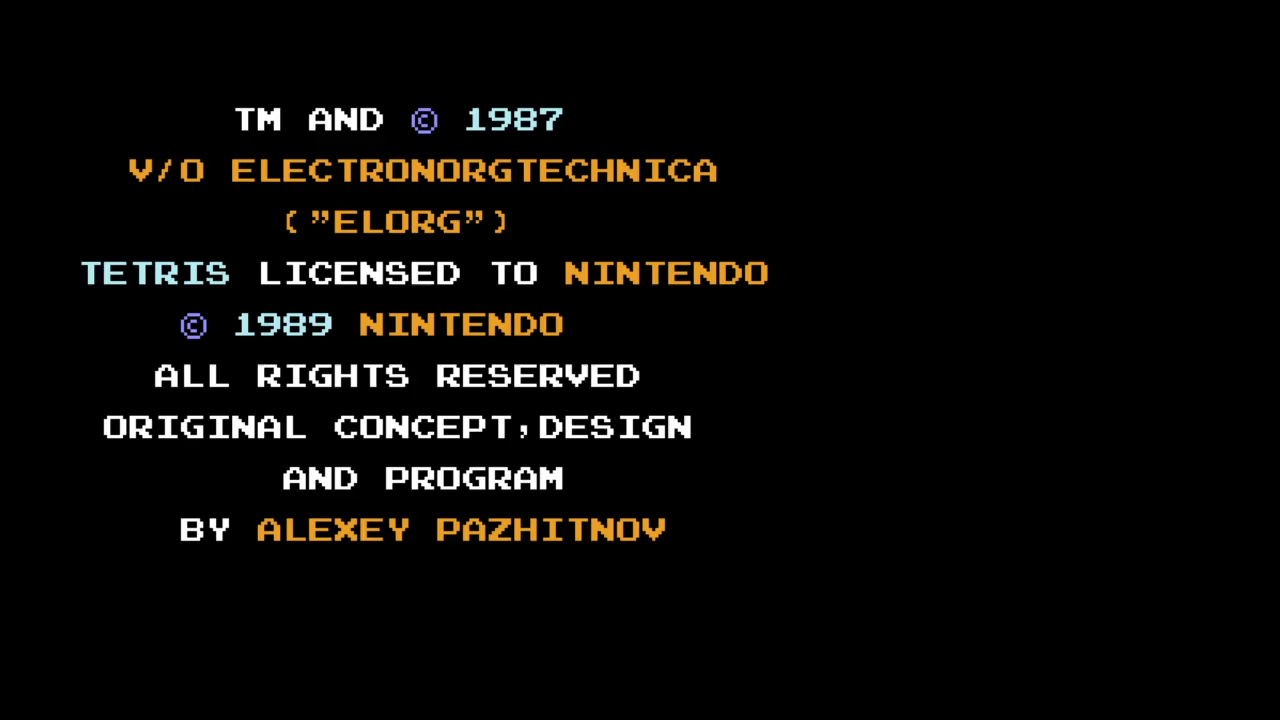 TM AND © 1987
V/O ELECTRONORGTECHNICA
(”ELORG”)
TETRIS LICENSED TO NINTENDO
© 1989 NINTENDO
ALL RIGHTS RESERVED
ORIGINAL CONCEPT,DESIGN
AND PROGRAM
BY ALEXEY PAZHITNOV